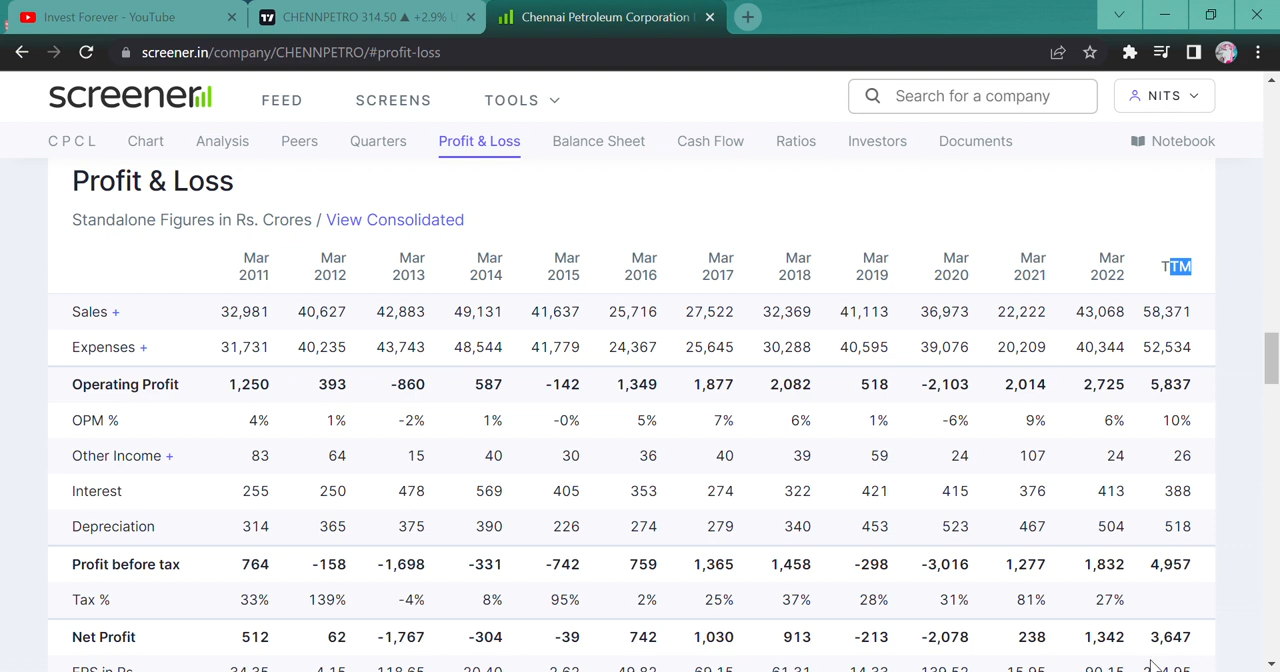 Invest Forever - YouTube
CHENNPETRO 314.50 ▲ +2.9%
Chennai Petroleum Corporation
screener.in/company/CHENNPETRO/#profit-loss
screener
FEED SCREENS TOOLS
Search for a company
NITS
C P C L Chart Analysis Peers Quarters Profit & Loss Balance Sheet Cash Flow Ratios Investors Documents Notebook
Profit & Loss
Standalone Figures in Rs. Crores / View Consolidated
Mar 2011 Mar 2012 Mar 2013 Mar 2014 Mar 2015 Mar 2016 Mar 2017 Mar 2018 Mar 2019 Mar 2020 Mar 2021 Mar 2022 TTM
Sales + 32,981 40,627 42,883 49,131 41,637 25,716 27,522 32,369 41,113 36,973 22,222 43,068 58,371
Expenses + 31,731 40,235 43,743 48,544 41,779 24,367 25,645 30,288 40,595 39,076 20,209 40,344 52,534
Operating Profit 1,250 393 -860 587 -142 1,349 1,877 2,082 518 -2,103 2,014 2,725 5,837
OPM % 4% 1% -2% 1% -0% 5% 7% 6% 1% -6% 9% 6% 10%
Other Income + 83 64 15 40 30 36 40 39 59 24 107 24 26
Interest 255 250 478 569 405 353 274 322 421 415 376 413 388
Depreciation 314 365 375 390 226 274 279 340 453 523 467 504 518
Profit before tax 764 -158 -1,698 -331 -742 759 1,365 1,458 -298 -3,016 1,277 1,832 4,957
Tax % 33% 139% -4% 8% 95% 2% 25% 37% 28% 31% 81% 27%
Net Profit 512 62 -1,767 -304 -39 742 1,030 913 -213 -2,078 238 1,342 3,647